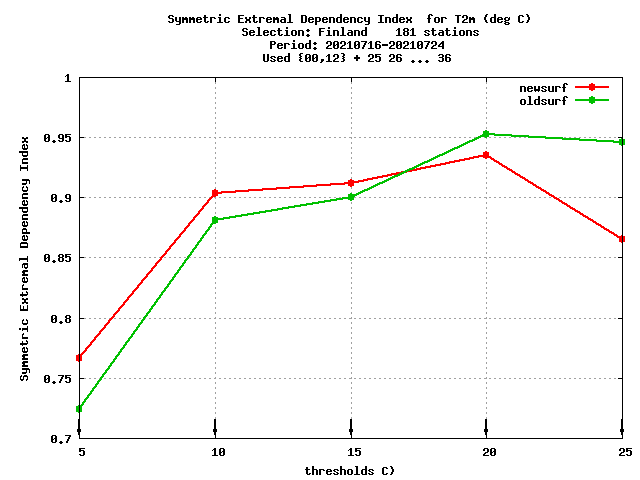 Symmetric Extremal Dependency Index  for T2m (deg C)
Selection: Finland    181 stations
Period: 20210716-20210724
Used {00,12} + 25 26 ... 36
newsurf
oldsurf
Symmetric Extremal Dependency Index
1
0,95
0,9
0,85
0,8
0,75
0,7
5 10 15 20 25
thresholds C)